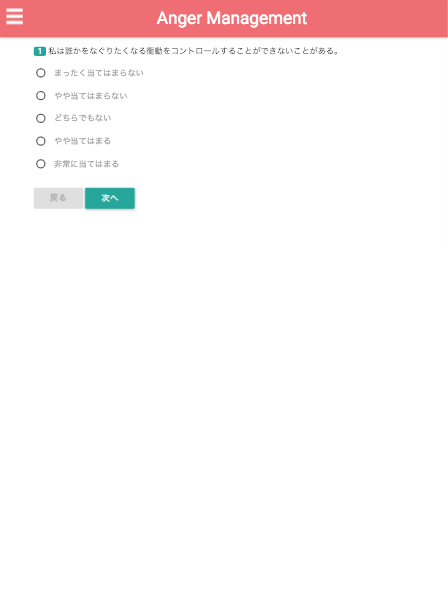 Anger Management
1 私は誰かをなぐりたくなる衝動をコントロールすることができないことがある。
まったく当てはまらない
やや当てはまらない
どちらでもない
やや当てはまる
非常に当てはまる
戻る 次へ